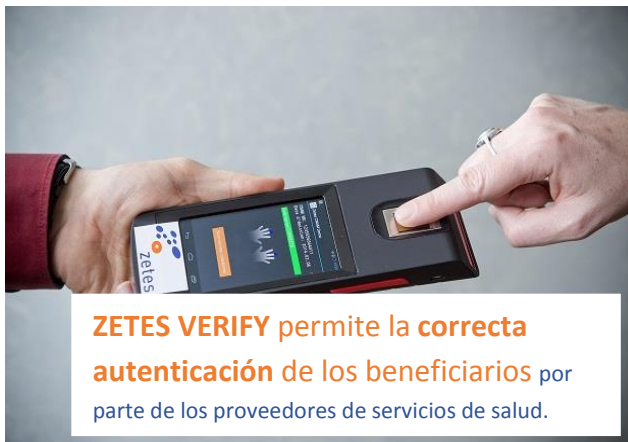 zetes
ZETES VERIFY permite la correcta
autenticación de los beneficiarios por
parte de los proveedores de servicios de salud.